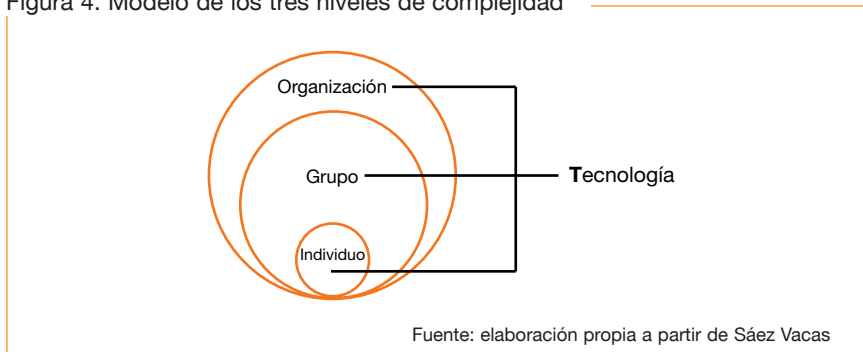 Figura 4. Modelo de los tres niveles de complejidad
Organización
Grupo
Tecnología
Individuo
Fuente: elaboración propia a partir de Sáez Vacas